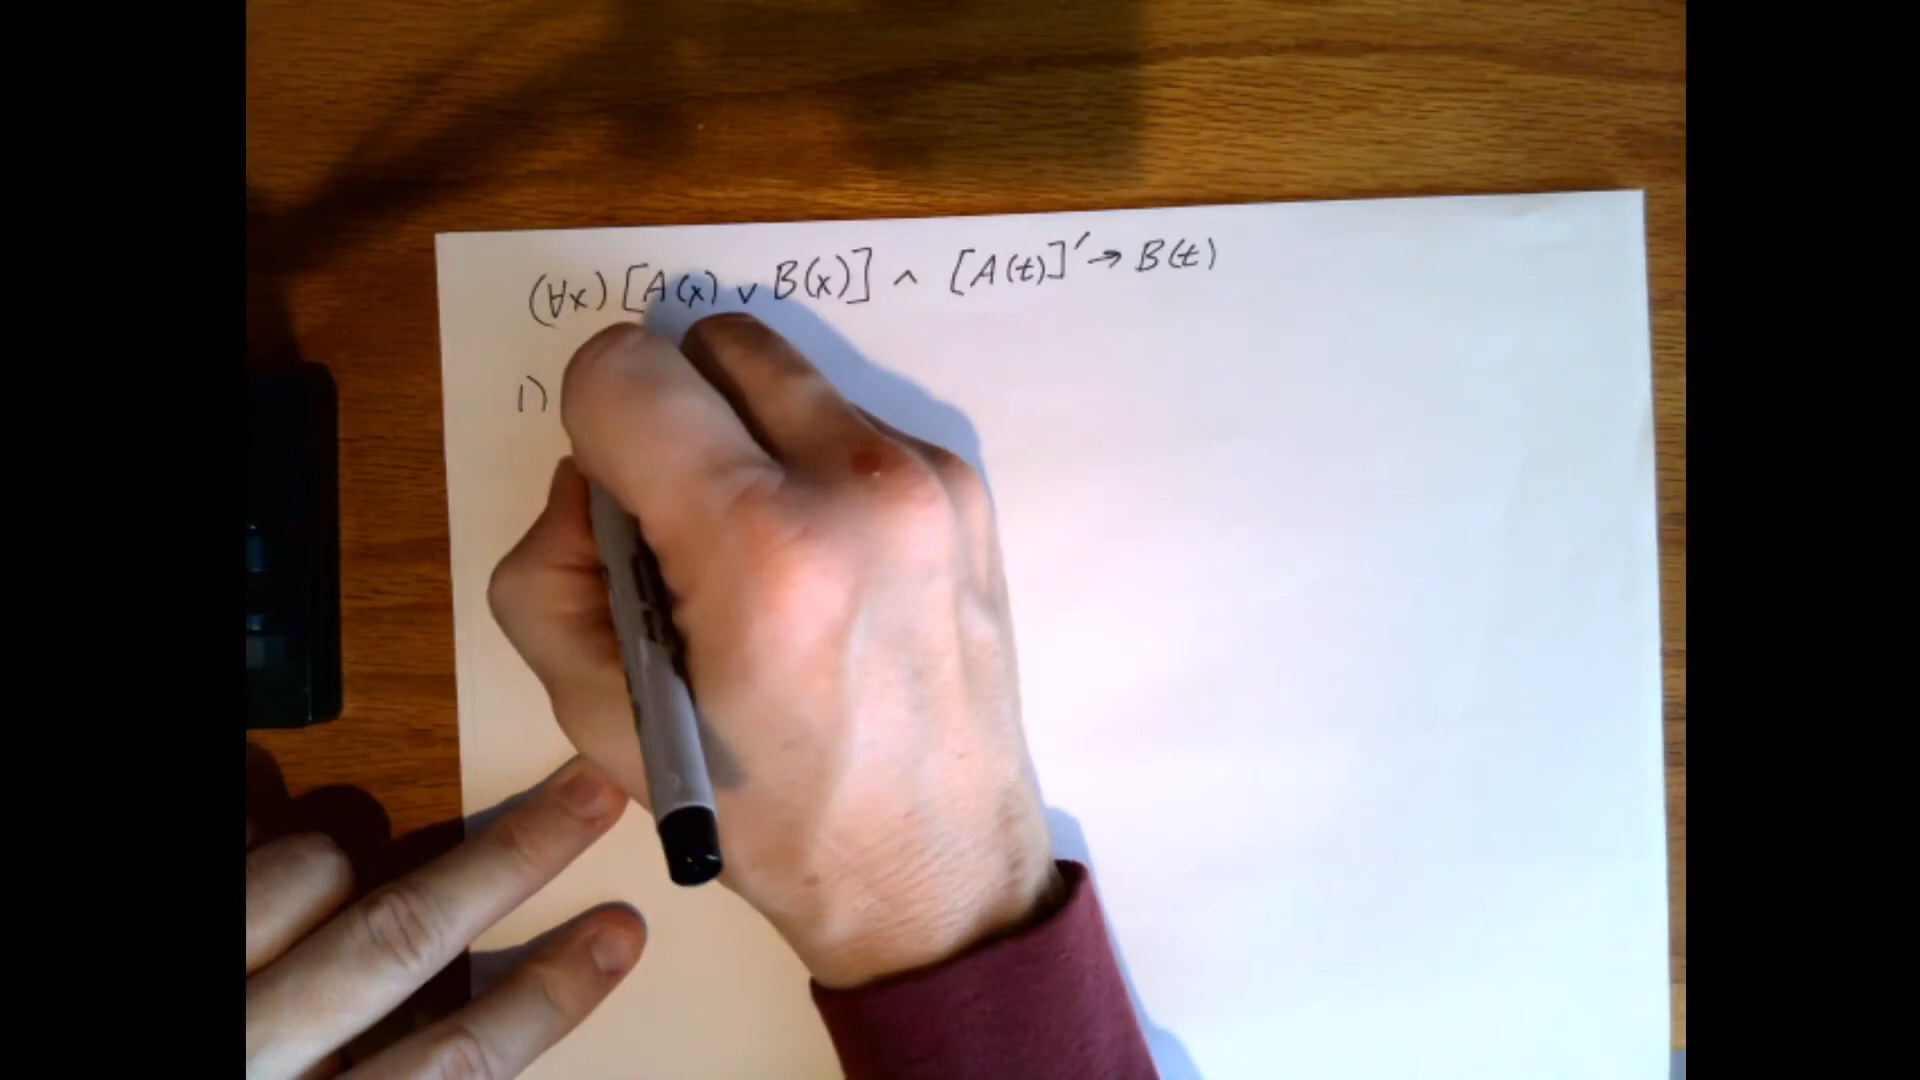 (∀x)[A(x) ∨ B(x)] ∧ [A(t)]′ → B(t)
1)